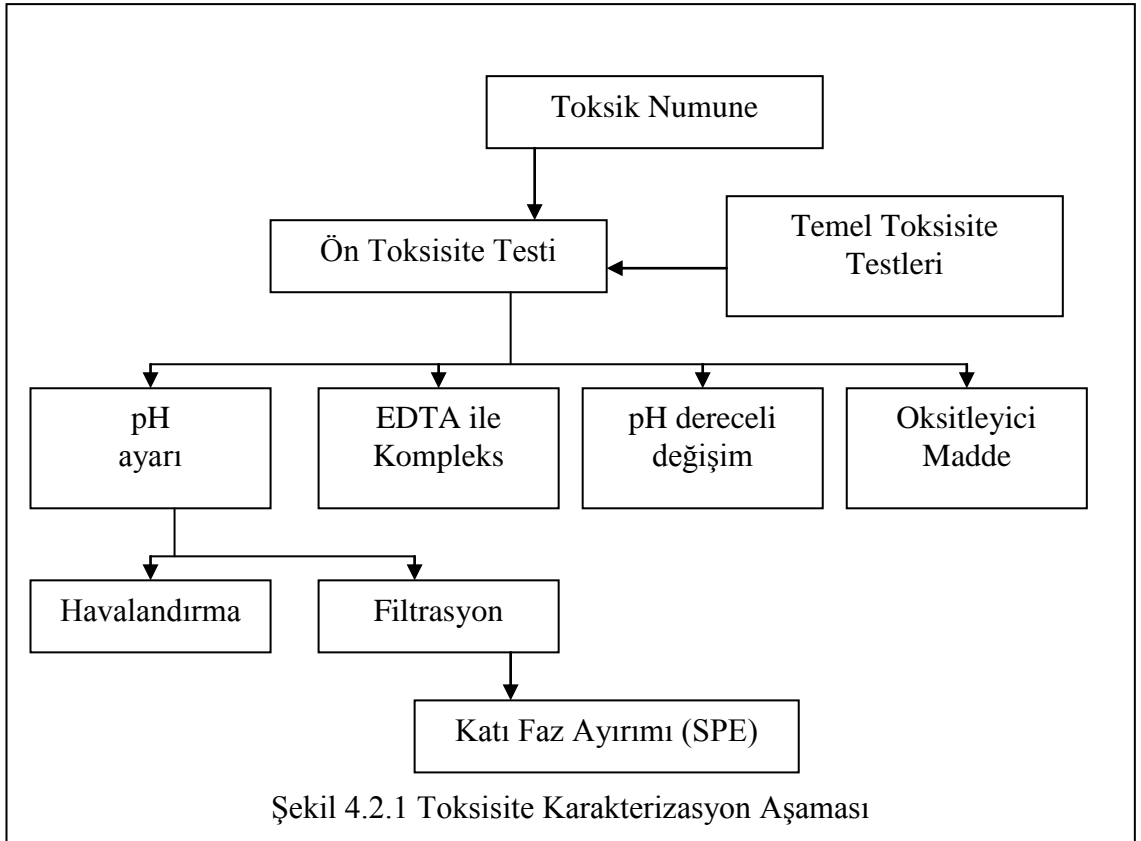 Toksik Numune
Ön Toksisite Testi
Temel Toksisite
Testleri
pH
ayarı
EDTA ile
Kompleks
pH dereceli
değişim
Oksitleyici
Madde
Havalandırma
Filtrasyon
Katı Faz Ayırımı (SPE)
Şekil 4.2.1 Toksisite Karakterizasyon Aşaması